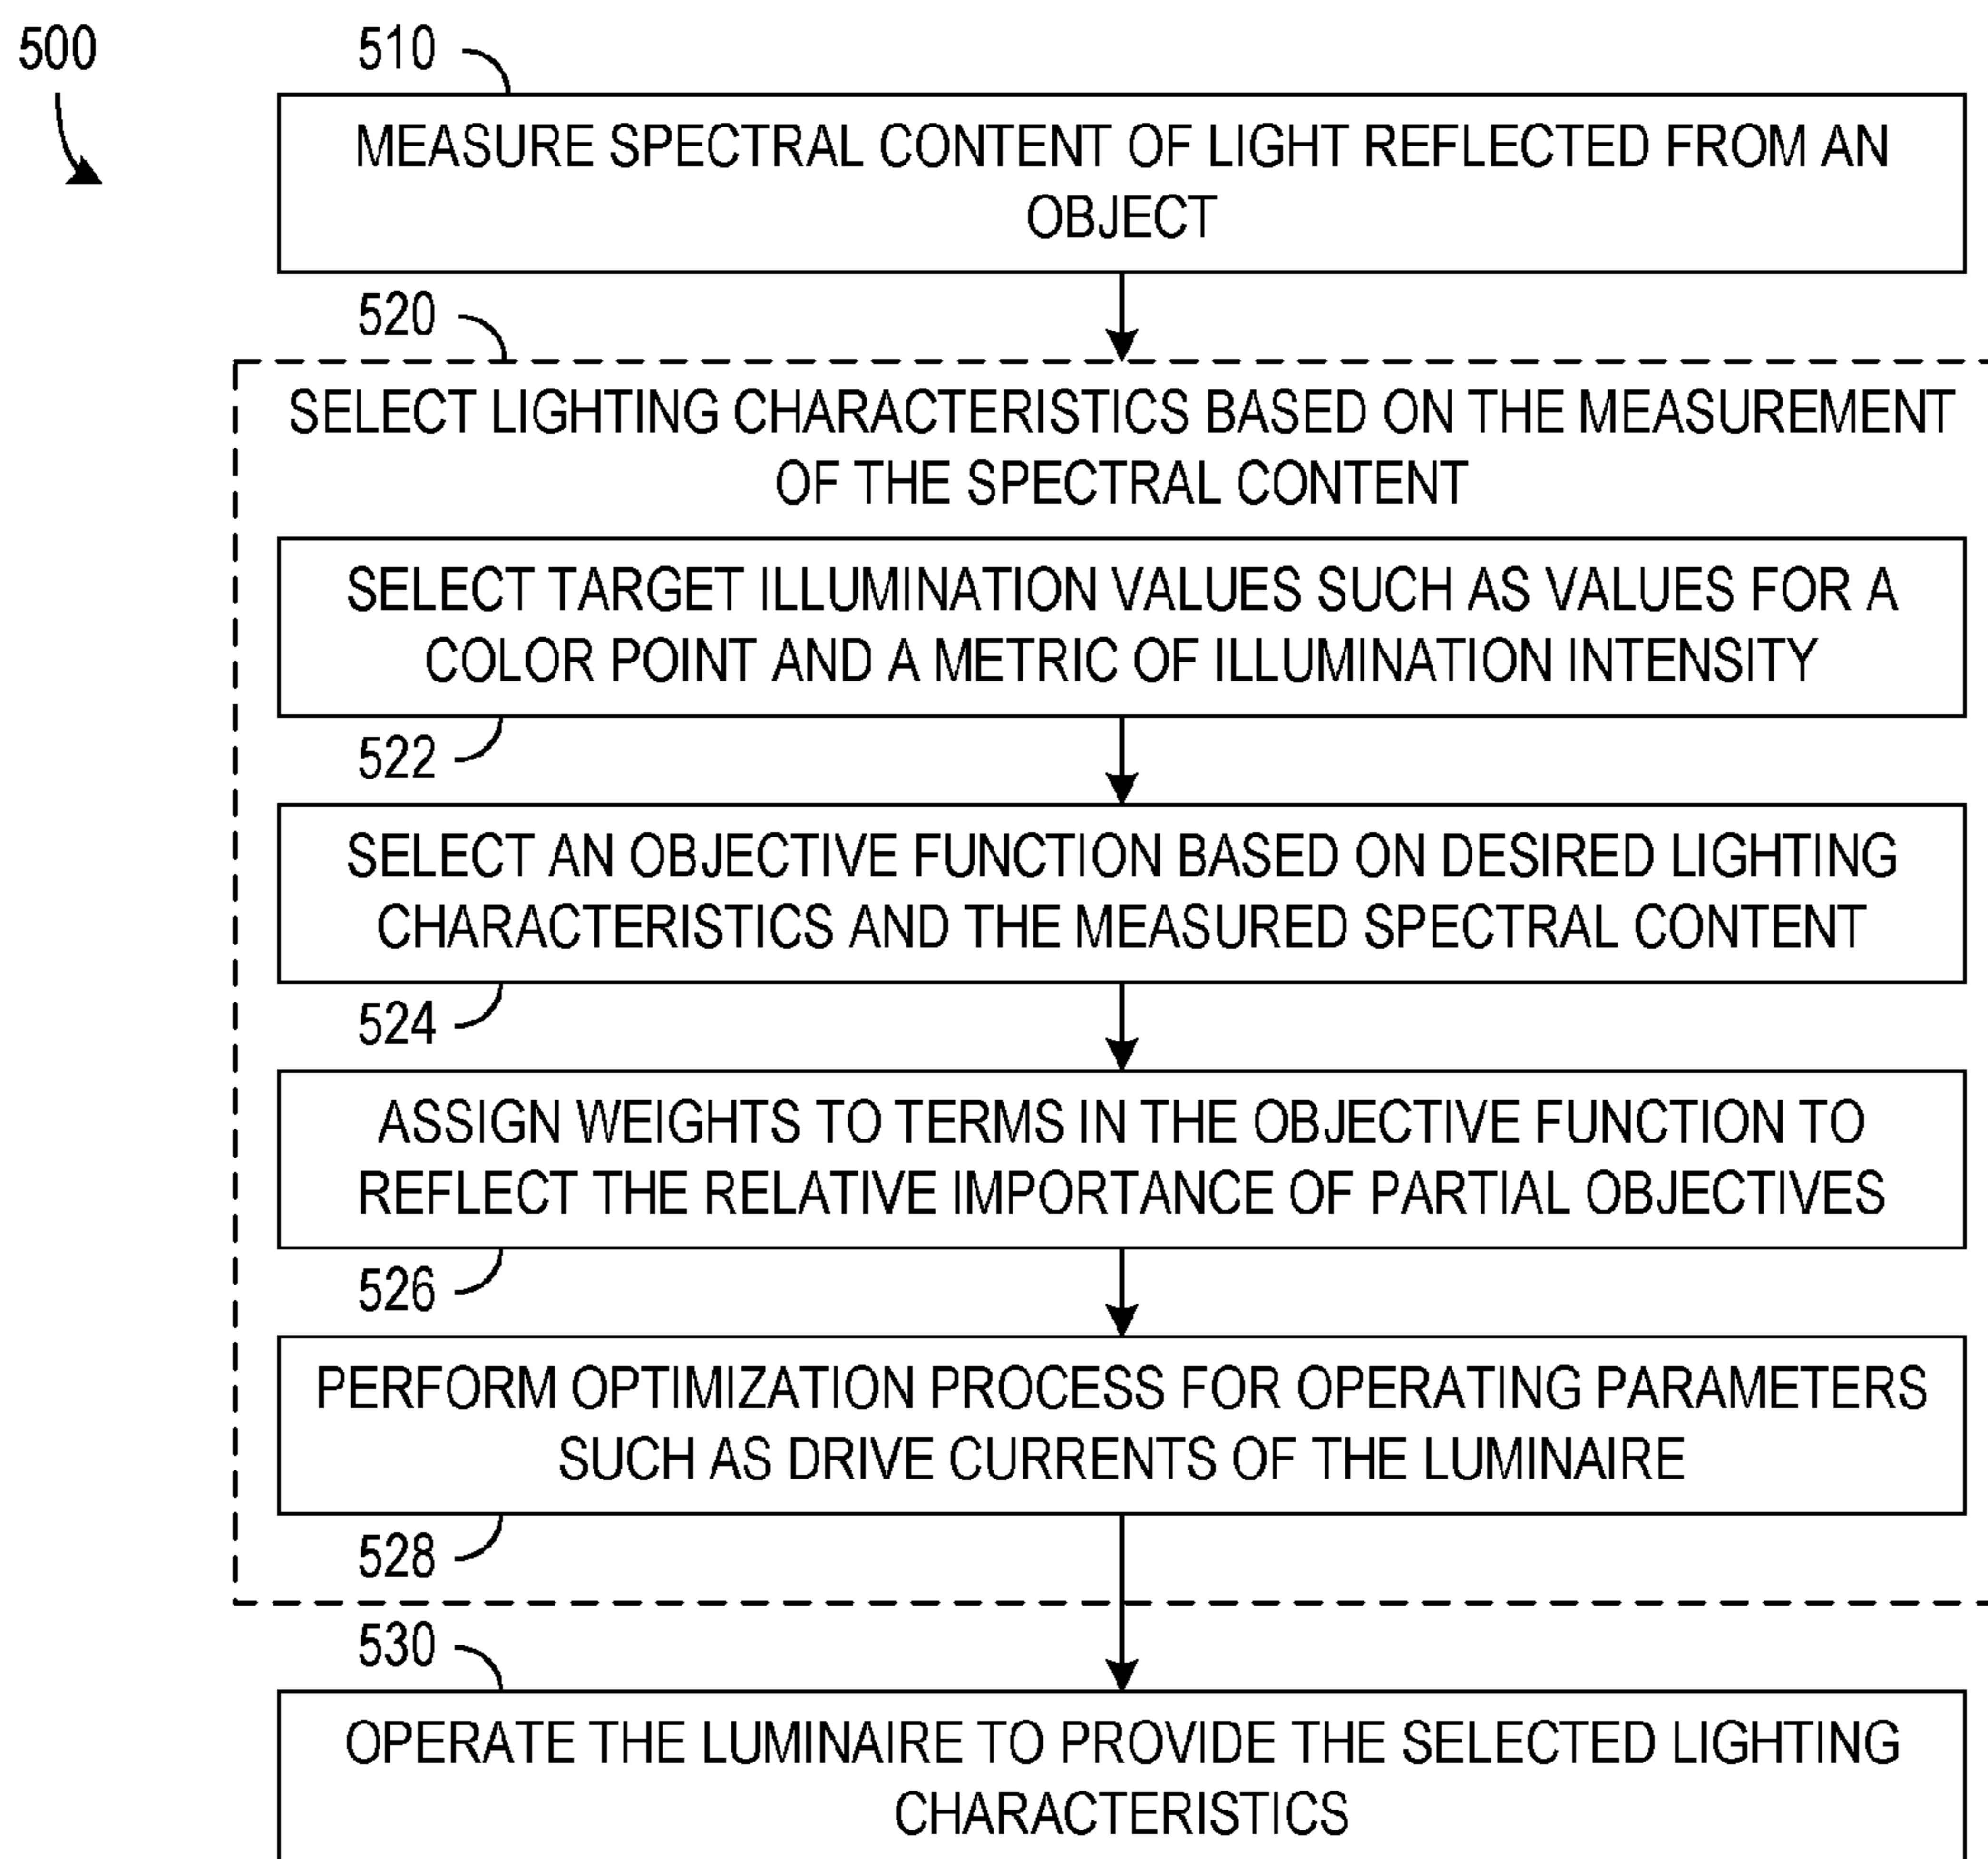 500
510
MEASURE SPECTRAL CONTENT OF LIGHT REFLECTED FROM AN
OBJECT
520
SELECT LIGHTING CHARACTERISTICS BASED ON THE MEASUREMENT
OF THE SPECTRAL CONTENT
SELECT TARGET ILLUMINATION VALUES SUCH AS VALUES FOR A
COLOR POINT AND A METRIC OF ILLUMINATION INTENSITY
522
SELECT AN OBJECTIVE FUNCTION BASED ON DESIRED LIGHTING
CHARACTERISTICS AND THE MEASURED SPECTRAL CONTENT
524
ASSIGN WEIGHTS TO TERMS IN THE OBJECTIVE FUNCTION TO
REFLECT THE RELATIVE IMPORTANCE OF PARTIAL OBJECTIVES
526
PERFORM OPTIMIZATION PROCESS FOR OPERATING PARAMETERS
SUCH AS DRIVE CURRENTS OF THE LUMINAIRE
528
530
OPERATE THE LUMINAIRE TO PROVIDE THE SELECTED LIGHTING
CHARACTERISTICS